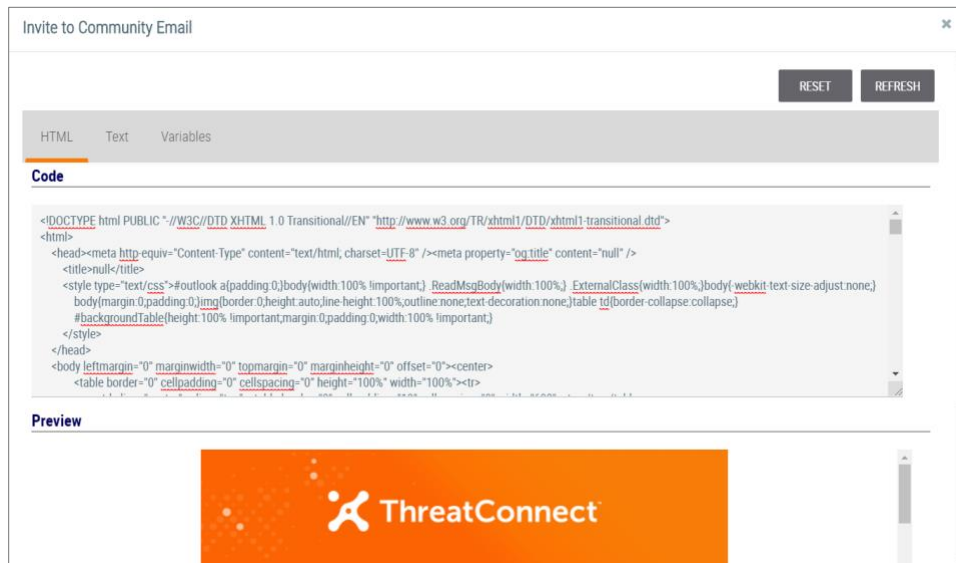 Invite to Community Email
×
RESET REFRESH
HTML Text Variables
Code
<!DOCTYPE html PUBLIC "-//W3C//DTD XHTML 1.0 Transitional//EN" "http://www.w3.org/TR/xhtml1/DTD/xhtml1-transitional.dtd">
<html>
<head><meta http-equiv="Content-Type" content="text/html; charset=UTF-8" /><meta property="og:title" content="null" />
<title>null</title>
<style type="text/css">#outlook a{padding:0;}body{width:100% !important;} .ReadMsgBody{width:100%;} .ExternalClass{width:100%;}body{-webkit-text-size-adjust:none;}
body{margin:0;padding:0;}img{border:0;height:auto;line-height:100%;outline:none;text-decoration:none;}table td{border-collapse:collapse;}
#backgroundTable{height:100% !important;margin:0;padding:0;width:100% !important;}
</style>
</head>
<body leftmargin="0" marginwidth="0" topmargin="0" marginheight="0" offset="0"><center>
<table border="0" cellpadding="0" cellspacing="0" height="100%" width="100%"><tr>
Preview
ThreatConnect